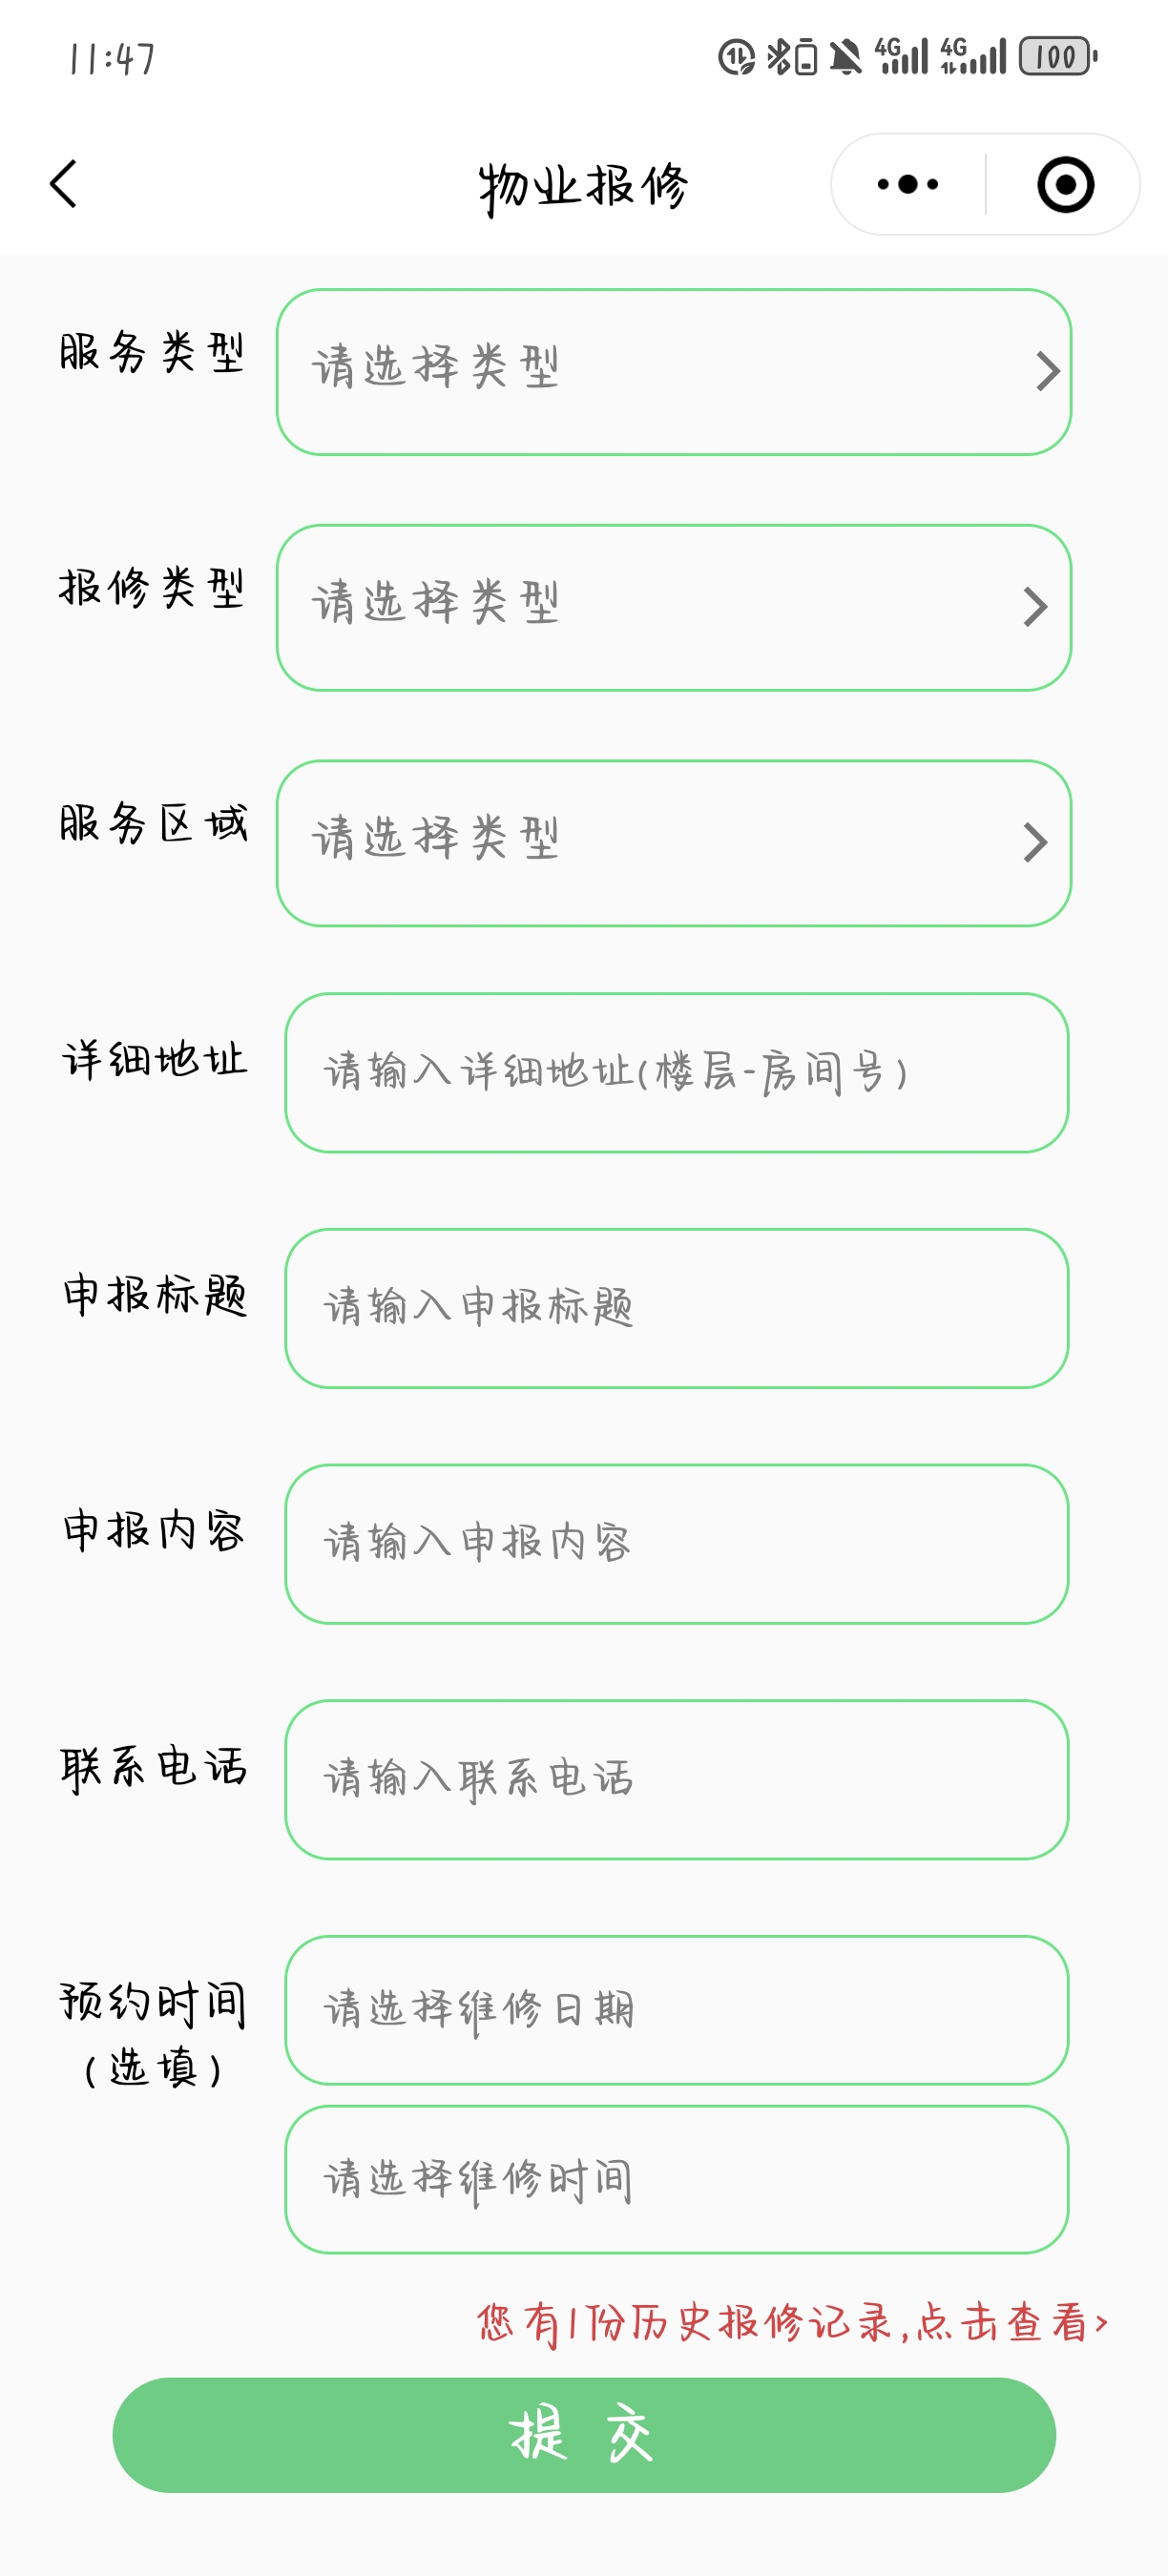 11:47
4G 4G 100
物业报修
服务类型 请选择类型
报修类型 请选择类型
服务区域 请选择类型
详细地址 请输入详细地址(楼层-房间号)
申报标题 请输入申报标题
申报内容 请输入申报内容
联系电话 请输入联系电话
预约时间 请选择维修日期
(选填)
请选择维修时间
您有1份历史报修记录,点击查看>
提 交